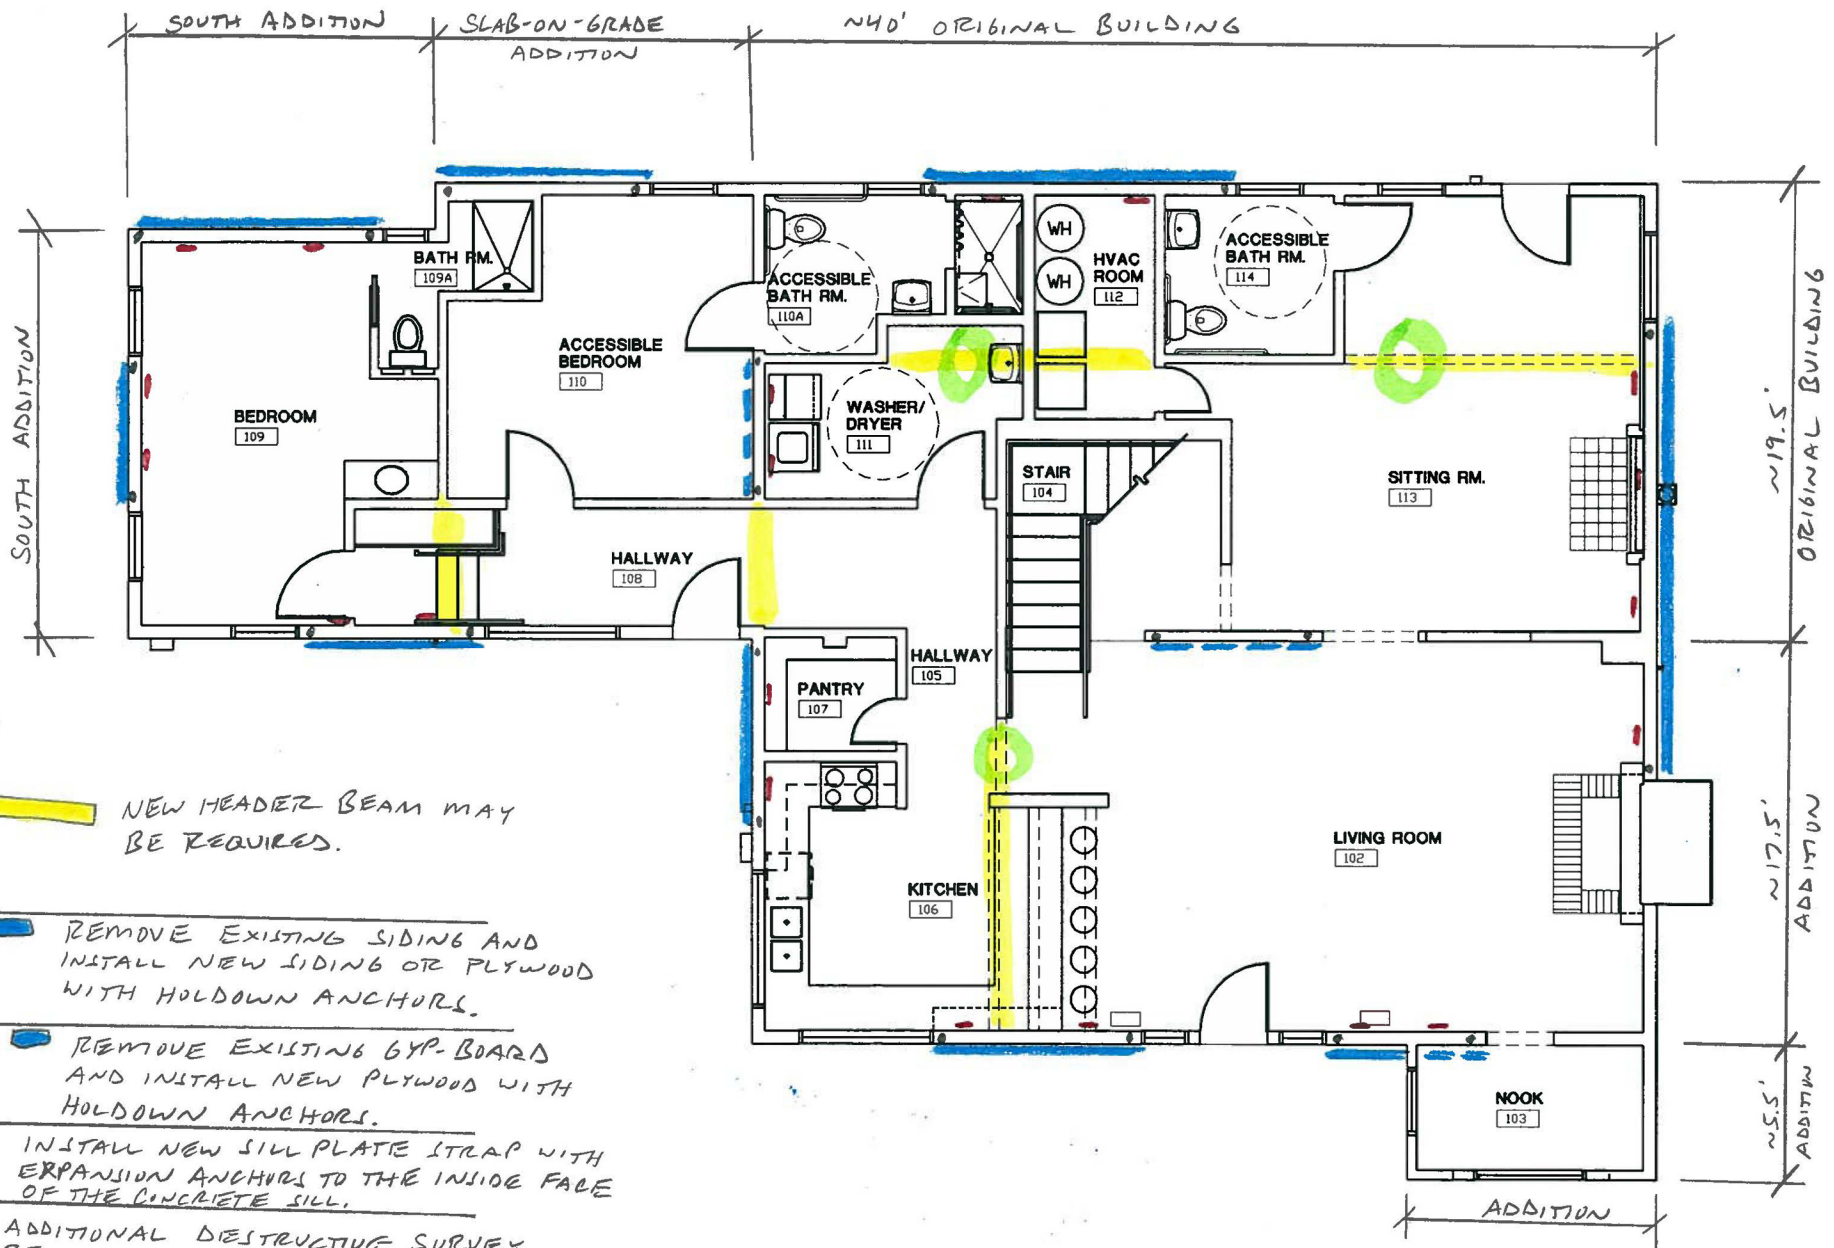 SOUTH ADDITION
SLAB-ON-GRADE
ADDITION
~40' ORIGINAL BUILDING
SOUTH ADDITION
BATH RM.
109A
BEDROOM
109
ACCESSIBLE
BEDROOM
110
ACCESSIBLE
BATH RM.
110A
WH
WH
HVAC
ROOM
112
ACCESSIBLE
BATH RM.
114
WASHER/
DRYER
111
STAIR
104
SITTING RM.
113
HALLWAY
108
HALLWAY
105
PANTRY
107
KITCHEN
106
LIVING ROOM
102
NOOK
103
~19.5'
ORIGINAL BUILDING
~17.5'
ADDITION
~5.5'
ADDITION
ADDITION
NEW HEADER BEAM MAY
BE REQUIRED.
REMOVE EXISTING SIDING AND
INSTALL NEW SIDING OR PLYWOOD
WITH HOLDOWN ANCHORS.
REMOVE EXISTING GYP-BOARD
AND INSTALL NEW PLYWOOD WITH
HOLDOWN ANCHORS.
INSTALL NEW SILL PLATE STRAP WITH
EXPANSION ANCHORS TO THE INSIDE FACE
OF THE CONCRETE SILL.
ADDITIONAL DESTRUCTIVE SURVEY